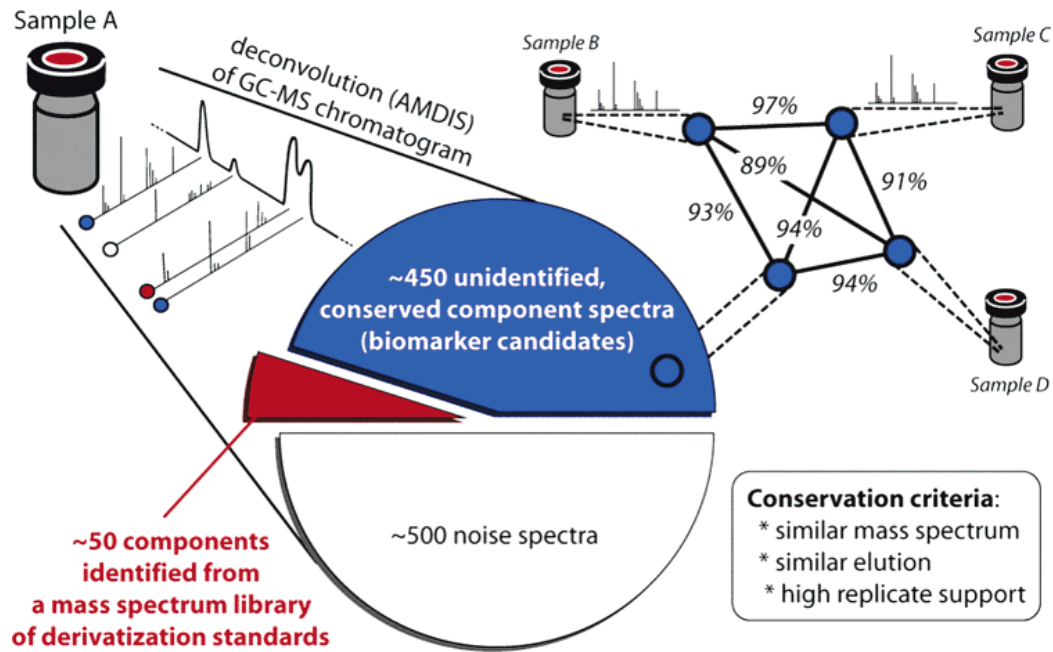 Sample A
deconvolution (AMDIS)
of GC-MS chromatogram
Sample B
Sample C
97%
89%
91%
93%
94%
94%
Sample D
~450 unidentified,
conserved component spectra
(biomarker candidates)
~50 components
identified from
a mass spectrum library
of derivatization standards
~500 noise spectra
Conservation criteria:
* similar mass spectrum
* similar elution
* high replicate support